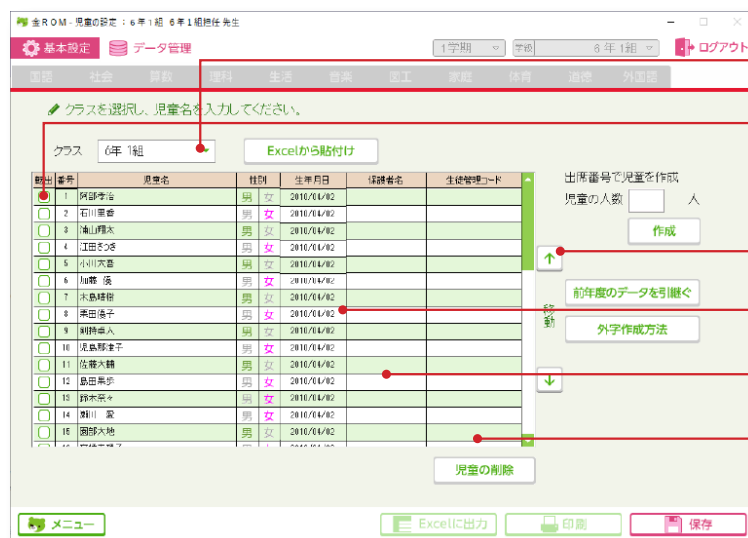 金ROM - 児童の設定 ： 6年1組 6年1組担任 先生
基本設定 データ管理 1学期 学級 6年 1組 ログアウト
国語 社会 算数 理科 生活 音楽 図工 家庭 体育 道徳 外国語
クラスを選択し、児童名を入力してください。
クラス 6年 1組 Excelから貼付け
転出 番号 児童名 性別 生年月日 保護者名 生徒管理コード
1 阿部孝治 男 女 2010/04/02
2 石川里香 男 女 2010/04/02
3 浦山翔太 男 女 2010/04/02
4 江田さつき 男 女 2010/04/02
5 小川大吾 男 女 2010/04/02
6 加藤 優 男 女 2010/04/02
7 木島晴樹 男 女 2010/04/02
8 栗田優子 男 女 2010/04/02
9 剣持卓人 男 女 2010/04/02
10 児島那津子 男 女 2010/04/02
11 佐藤大輔 男 女 2010/04/02
12 島田果歩 男 女 2010/04/02
13 鈴木奈々 男 女 2010/04/02
14 瀬川 愛 男 女 2010/04/02
15 園部大地 男 女 2010/04/02
出席番号で児童を作成
児童の人数 人
作成
移動
前年度のデータを引継ぐ
外字作成方法
児童の削除
メニュー Excelに出力 印刷 保存